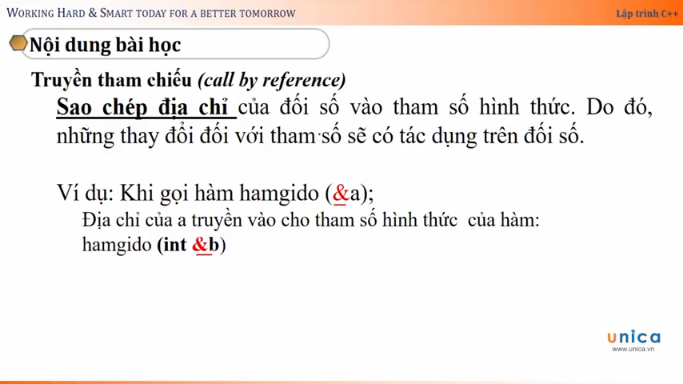 WORKING HARD & SMART TODAY FOR A BETTER TOMORROW
Lập trình C++
Nội dung bài học
Truyền tham chiếu (call by reference)
Sao chép địa chỉ của đối số vào tham số hình thức. Do đó,
những thay đổi đối với tham số sẽ có tác dụng trên đối số.
Ví dụ: Khi gọi hàm hamgido (&a);
Địa chỉ của a truyền vào cho tham số hình thức của hàm:
hamgido (int &b)
unica
www.unica.vn